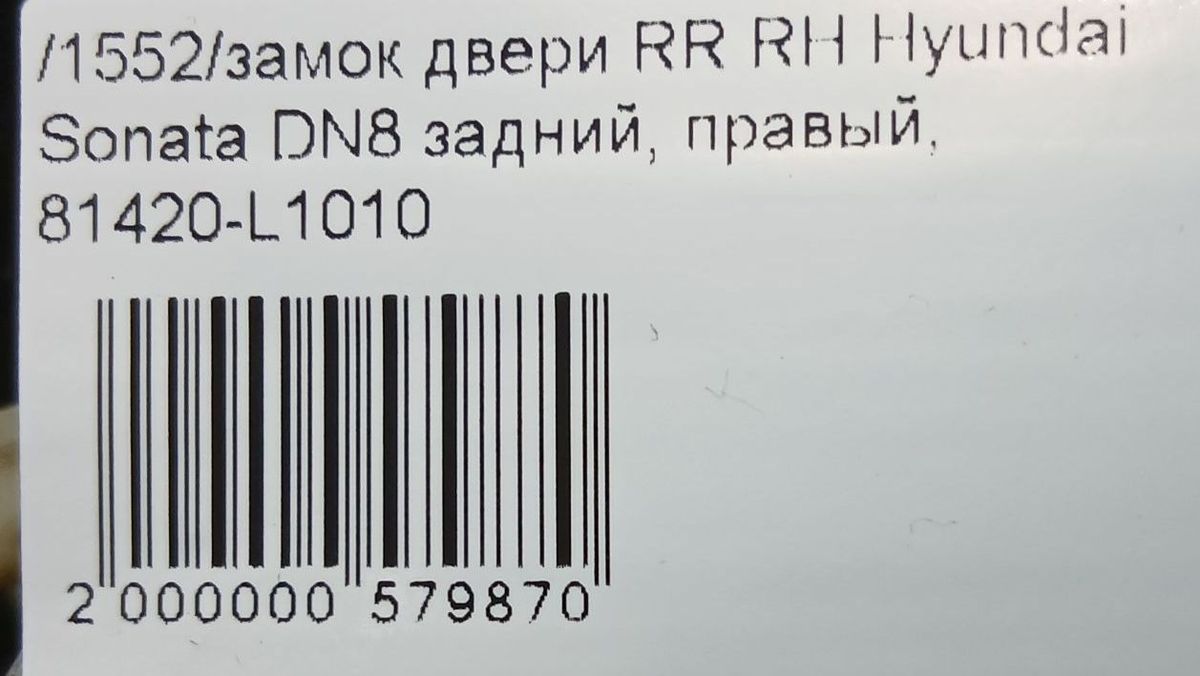 /1552/замок двери RR RH Hyundai
Sonata DN8 задний, правый,
81420-L1010
2 000000 579870